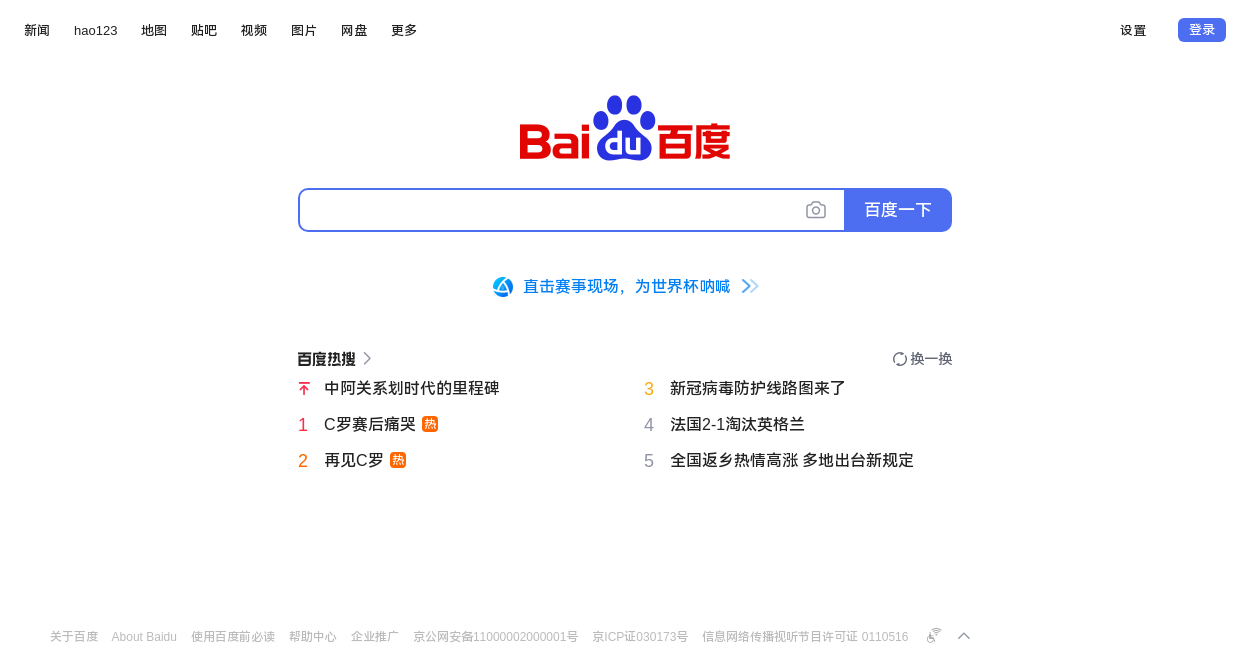 新闻 hao123 地图 贴吧 视频 图片 网盘 更多 设置 登录
Bai du 百度
百度一下
直击赛事现场，为世界杯呐喊
百度热搜 换一换
中阿关系划时代的里程碑
1 C罗赛后痛哭 热
2 再见C罗 热
3 新冠病毒防护线路图来了
4 法国2-1淘汰英格兰
5 全国返乡热情高涨 多地出台新规定
关于百度 About Baidu 使用百度前必读 帮助中心 企业推广 京公网安备11000002000001号 京ICP证030173号 信息网络传播视听节目许可证 0110516